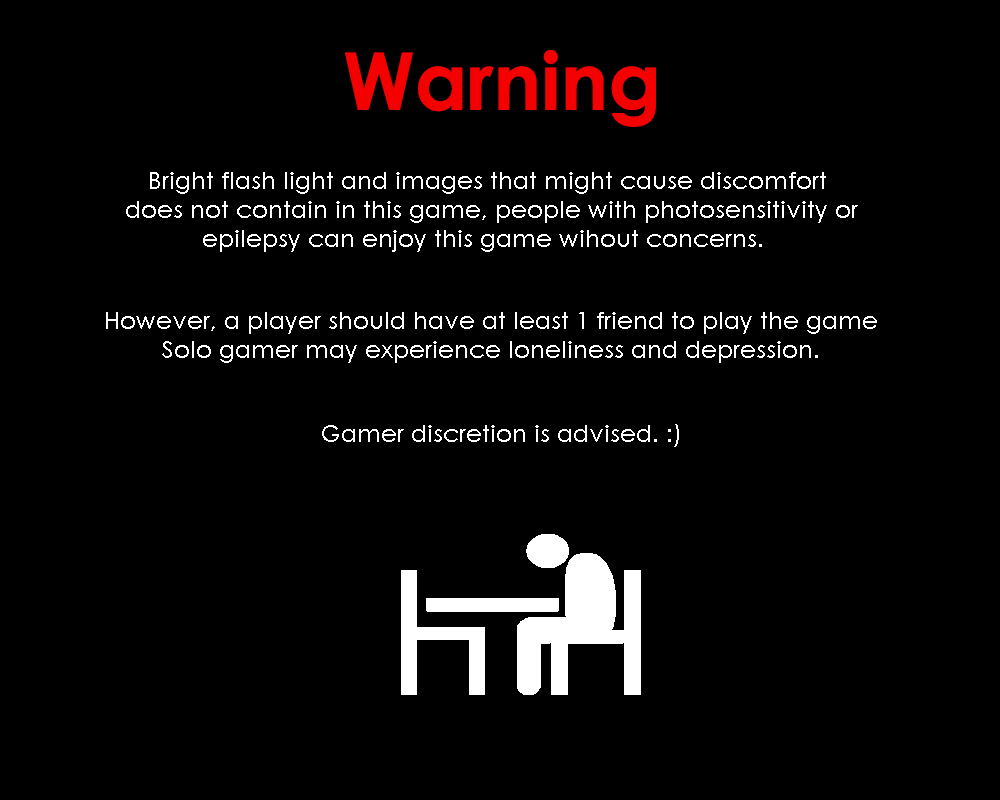 Warning
Bright flash light and images that might cause discomfort
does not contain in this game, people with photosensitivity or
epilepsy can enjoy this game wihout concerns.
However, a player should have at least 1 friend to play the game
Solo gamer may experience loneliness and depression.
Gamer discretion is advised. :)